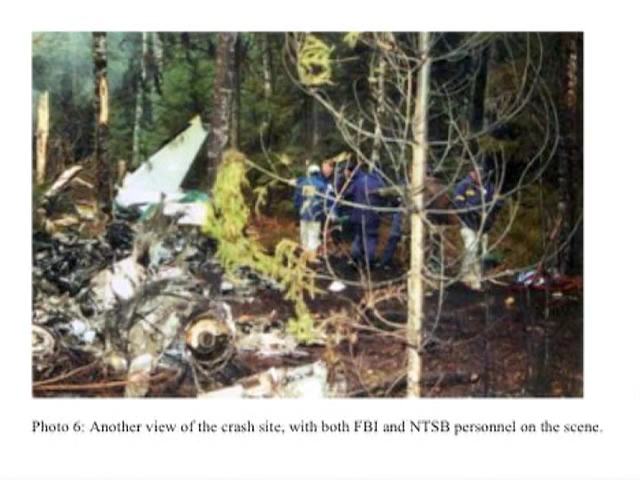 Photo 6: Another view of the crash site, with both FBI and NTSB personnel on the scene.